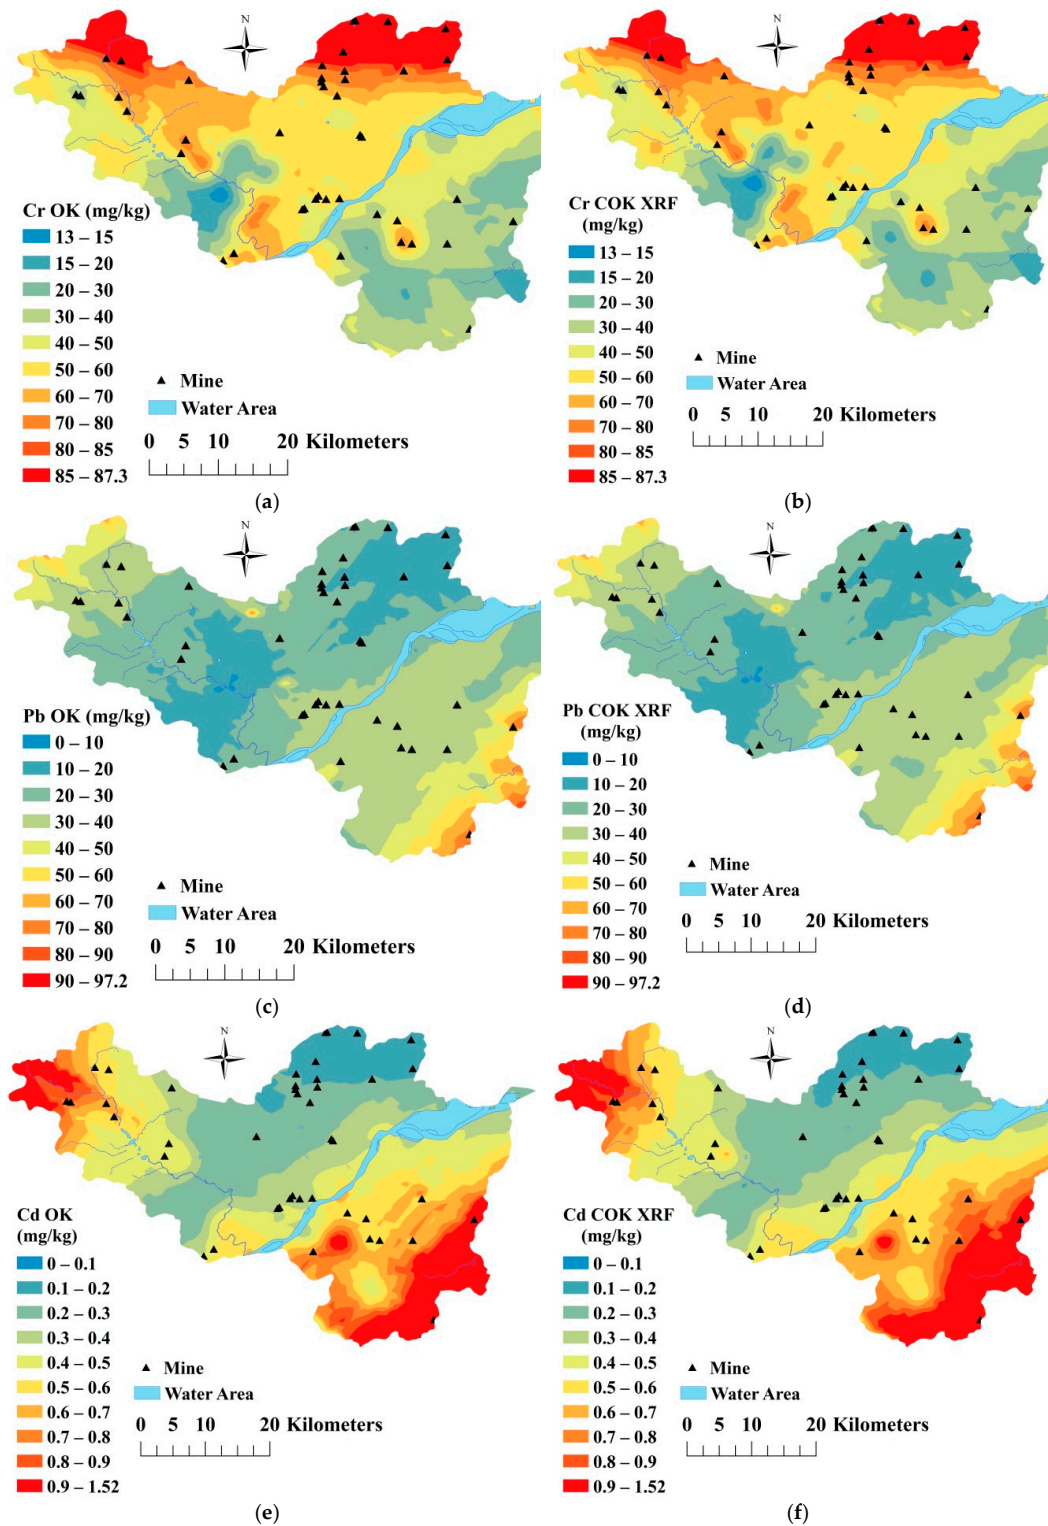 N
Cr OK (mg/kg)
13 – 15
15 – 20
20 – 30
30 – 40
40 – 50
50 – 60
60 – 70
70 – 80
80 – 85
85 – 87.3
Mine
Water Area
0 5 10 20 Kilometers
(a)
N
Cr COK XRF
(mg/kg)
13 – 15
15 – 20
20 – 30
30 – 40
40 – 50
50 – 60
60 – 70
70 – 80
80 – 85
85 – 87.3
Mine
Water Area
0 5 10 20
Kilometers
(b)
N
Pb OK (mg/kg)
0 – 10
10 – 20
20 – 30
30 – 40
40 – 50
50 – 60
60 – 70
70 – 80
80 – 90
90 – 97.2
Mine
Water Area
0 5 10 20 Kilometers
(c)
N
Pb COK XRF
(mg/kg)
0 – 10
10 – 20
20 – 30
30 – 40
40 – 50
50 – 60
60 – 70
70 – 80
80 – 90
90 – 97.2
Mine
Water Area
0 5 10 20
Kilometers
(d)
N
Cd OK
(mg/kg)
0 – 0.1
0.1 – 0.2
0.2 – 0.3
0.3 – 0.4
0.4 – 0.5
0.5 – 0.6
0.6 – 0.7
0.7 – 0.8
0.8 – 0.9
0.9 – 1.52
Mine
Water Area
0 5 10 20 Kilometers
(e)
N
Cd COK XRF
(mg/kg)
0 – 0.1
0.1 – 0.2
0.2 – 0.3
0.3 – 0.4
0.4 – 0.5
0.5 – 0.6
0.6 – 0.7
0.7 – 0.8
0.8 – 0.9
0.9 – 1.52
Mine
Water Area
0 5 10 20
Kilometers
(f)